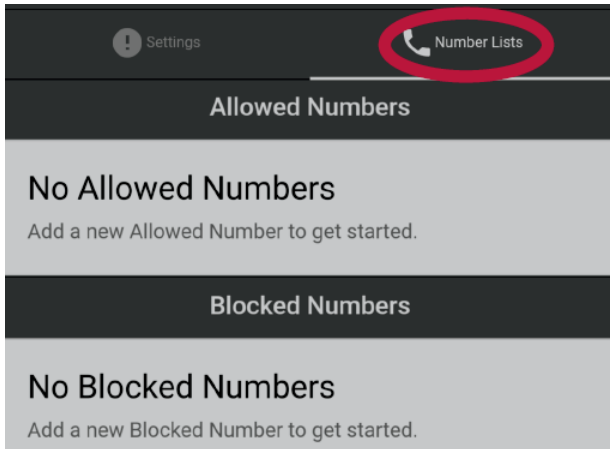 Settings
Number Lists
Allowed Numbers
No Allowed Numbers
Add a new Allowed Number to get started.
Blocked Numbers
No Blocked Numbers
Add a new Blocked Number to get started.